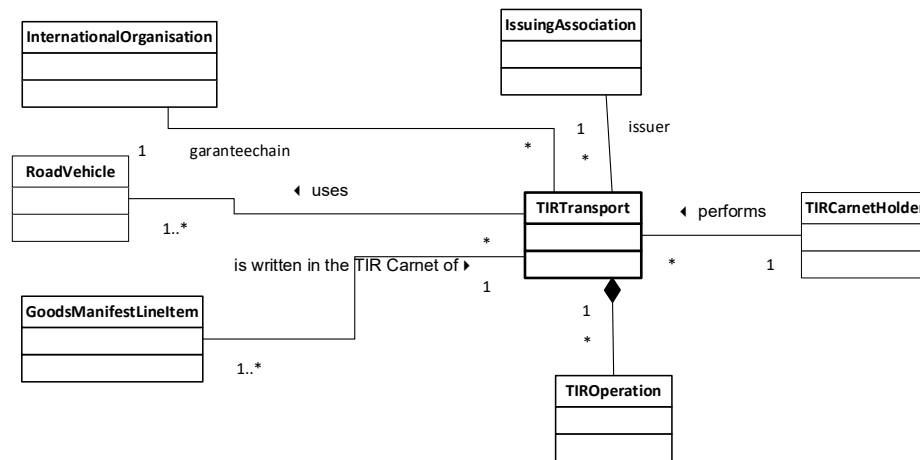 IssuingAssociation
InternationalOrganisation
1
issuer
1
garanteechain
*
*
RoadVehicle
◄ uses
TIRTransport
◄ performs
TIRCarnetHolder
1..*
*
is written in the TIR Carnet of ►
*
1
1
GoodsManifestLineItem
1
*
1..*
TIROperation